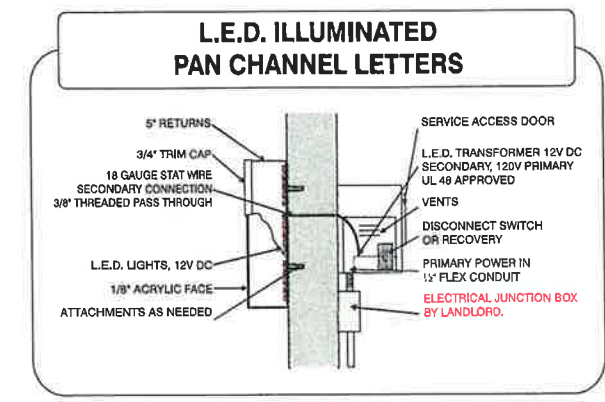 L.E.D. ILLUMINATED
PAN CHANNEL LETTERS
5" RETURNS
3/4" TRIM CAP
18 GAUGE STAT WIRE
SECONDARY CONNECTION
3/8" THREADED PASS THROUGH
L.E.D. LIGHTS, 12V DC
1/8" ACRYLIC FACE
ATTACHMENTS AS NEEDED
SERVICE ACCESS DOOR
L.E.D. TRANSFORMER 12V DC
SECONDARY, 120V PRIMARY
UL 48 APPROVED
VENTS
DISCONNECT SWITCH
OR RECOVERY
PRIMARY POWER IN
½" FLEX CONDUIT
ELECTRICAL JUNCTION BOX
BY LANDLORD.